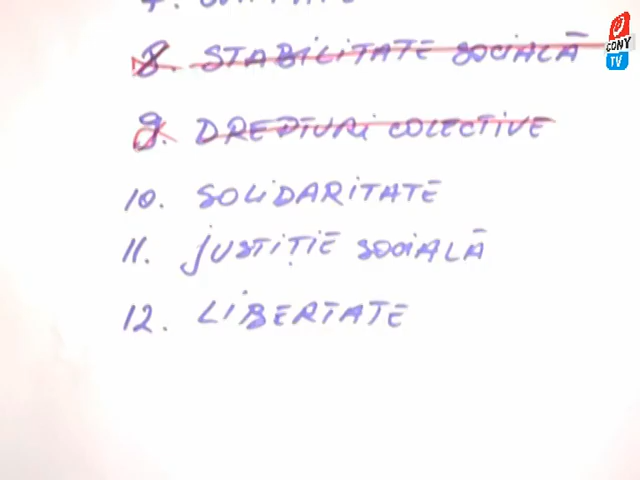 8. STABILITATE SOCIALĂ
9. DREPTURI COLECTIVE
10. SOLIDARITATE
11. JUSTIȚIE SOCIALĂ
12. LIBERTATE
CONY
TV